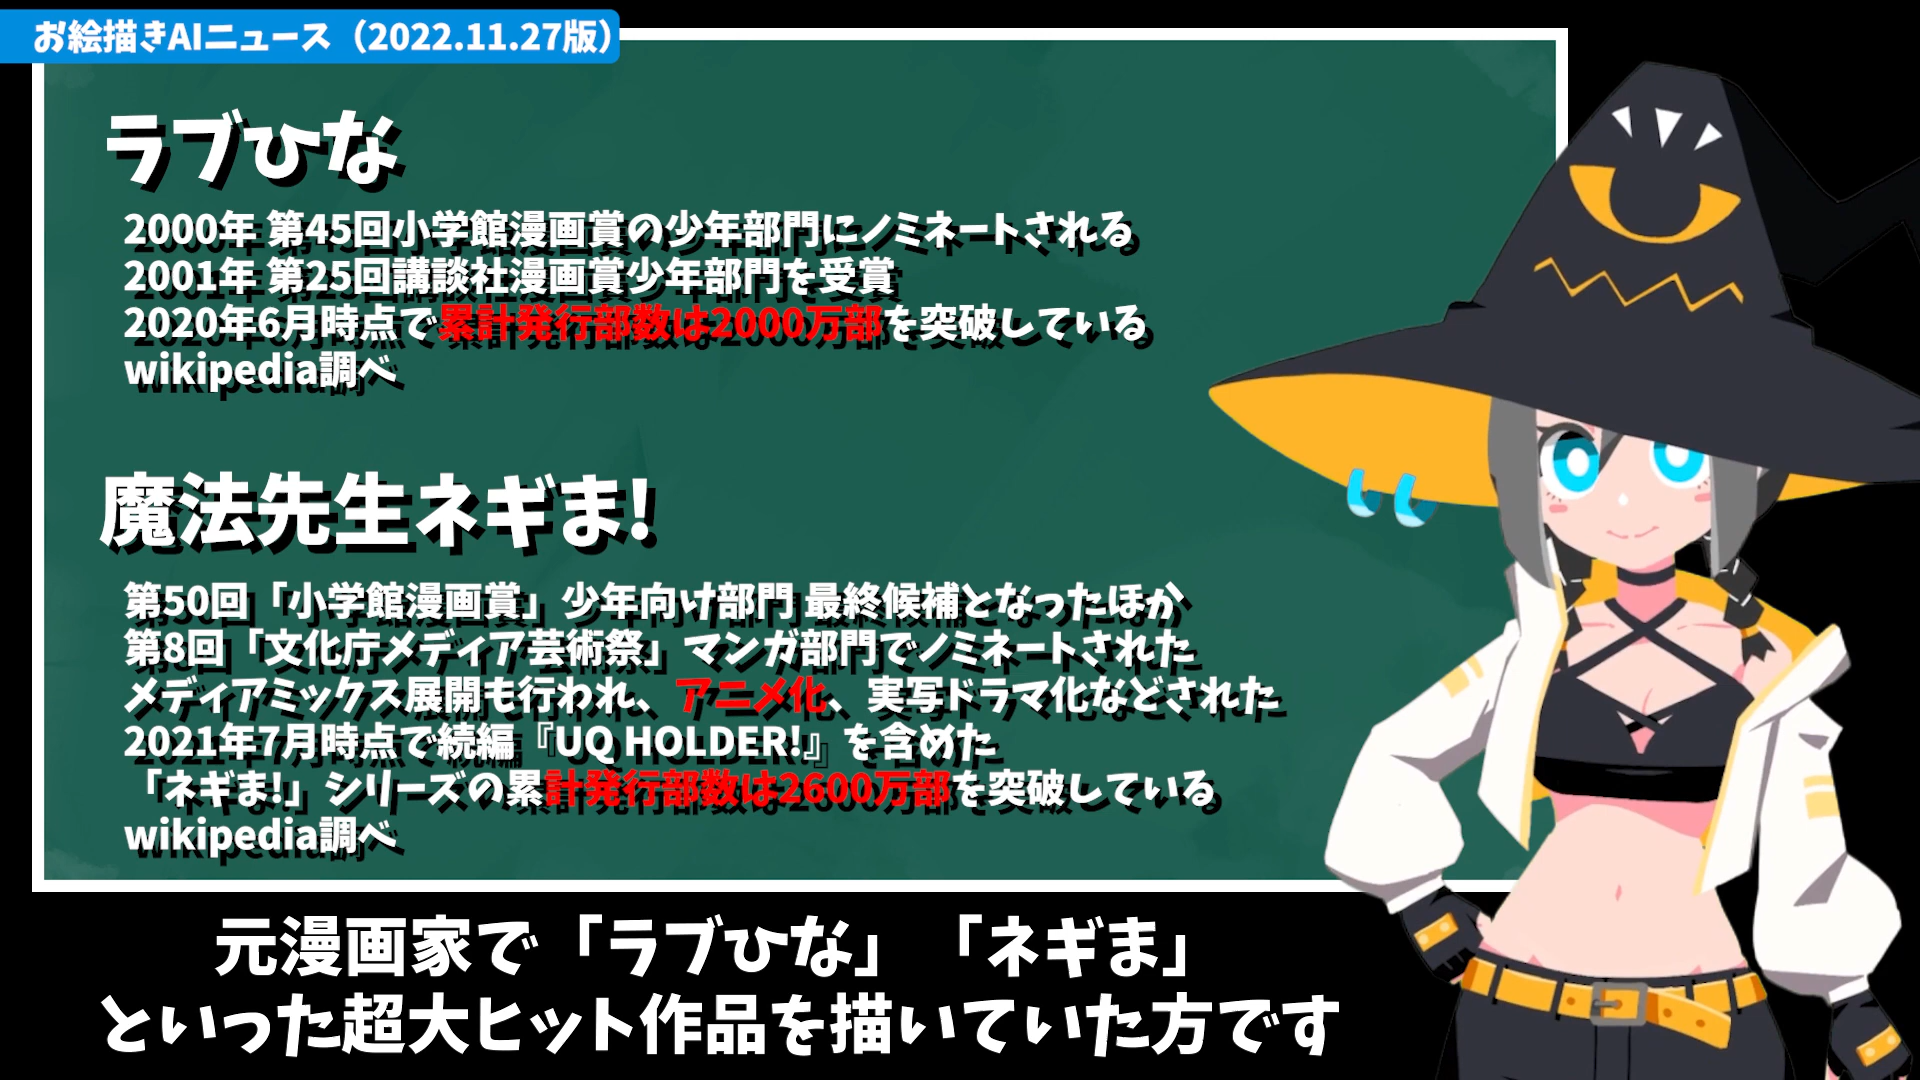 お絵描きAIニュース（2022.11.27版）
ラブひな
2000年 第45回小学館漫画賞の少年部門にノミネートされる
2001年 第25回講談社漫画賞少年部門を受賞
2020年6月時点で累計発行部数は2000万部を突破している
wikipedia調べ
魔法先生ネギま!
第50回「小学館漫画賞」少年向け部門 最終候補となったほか
第8回「文化庁メディア芸術祭」マンガ部門でノミネートされた
メディアミックス展開も行われ、アニメ化、実写ドラマ化などされた
2021年7月時点で続編『UQ HOLDER!』を含めた
「ネギま!」シリーズの累計発行部数は2600万部を突破している
wikipedia調べ
元漫画家で「ラブひな」「ネギま」
といった超大ヒット作品を描いていた方です